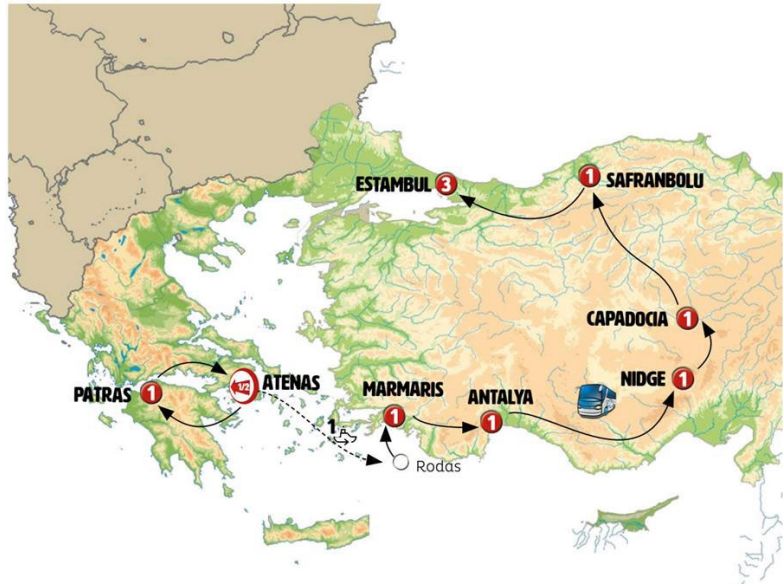 ESTAMBUL 3
1 SAFRANBOLU
CAPADOCIA 1
NIDGE 1
PATRAS 1
1/2 ATENAS
MARMARIS
1
ANTALYA
1
1
Rodas